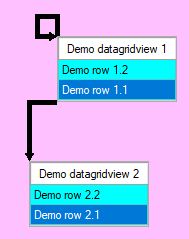 Demo datagridview 1
Demo row 1.2
Demo row 1.1
Demo datagridview 2
Demo row 2.2
Demo row 2.1